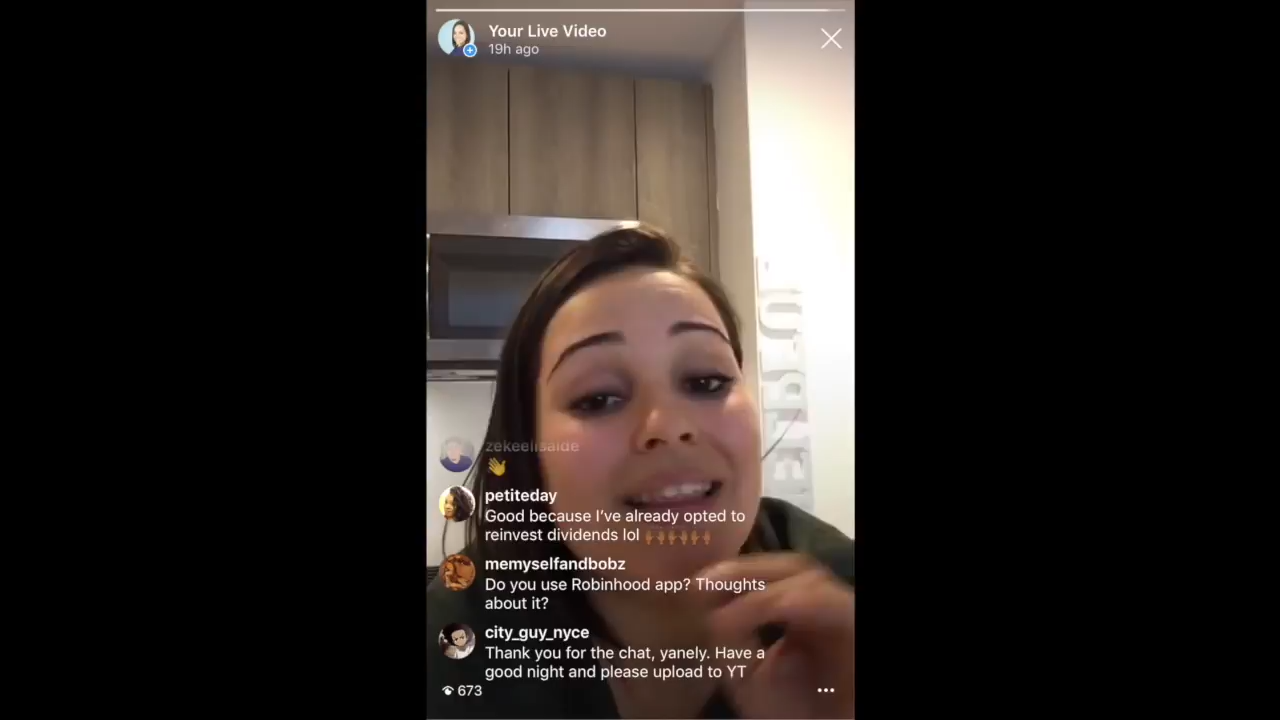 Your Live Video
19h ago
zekeelisaide
👋
petiteday
Good because I've already opted to
reinvest dividends lol 🙌🏾🙌🏾🙌🏾
memyselfandbobz
Do you use Robinhood app? Thoughts
about it?
city_guy_nyce
Thank you for the chat, yanely. Have a
good night and please upload to YT
673